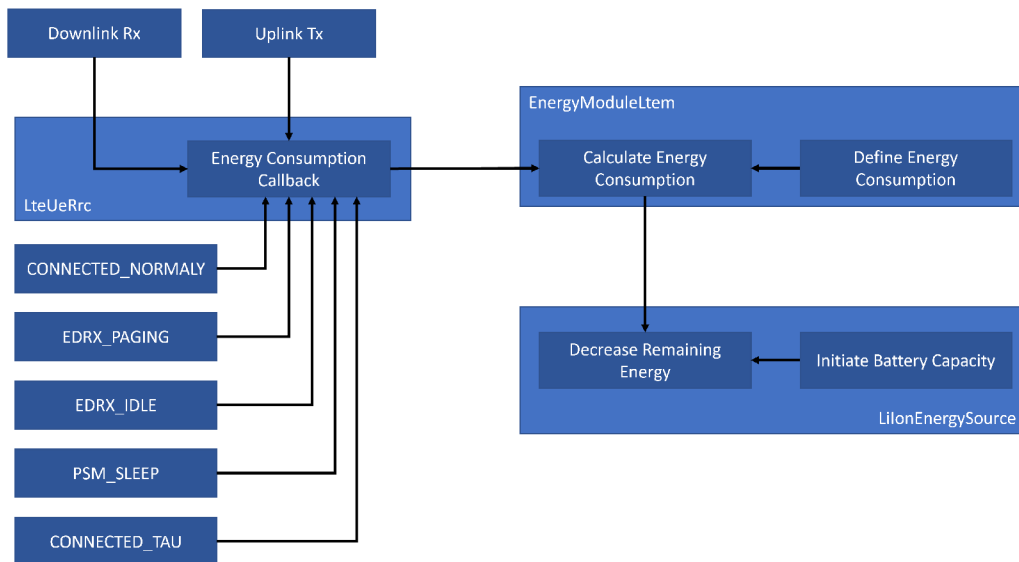 Downlink Rx
Uplink Tx
EnergyModuleLtem
Energy Consumption
Callback
Calculate Energy
Consumption
Define Energy
Consumption
LteUeRrc
CONNECTED_NORMALY
EDRX_PAGING
Decrease Remaining
Energy
Initiate Battery Capacity
EDRX_IDLE
LiIonEnergySource
PSM_SLEEP
CONNECTED_TAU